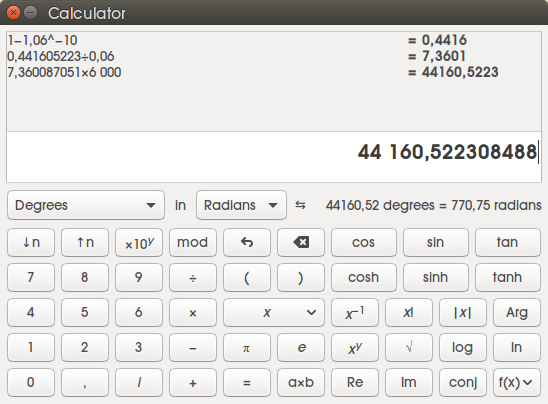 Calculator
1−1,06^−10 = 0,4416
0,441605223÷0,06 = 7,3601
7,360087051×6 000 = 44160,5223
44 160,522308488
Degrees in Radians ⇆ 44160,52 degrees = 770,75 radians
↓n ↑n ×10ʸ mod cos sin tan
7 8 9 ÷ ( ) cosh sinh tanh
4 5 6 × x x⁻¹ x! |x| Arg
1 2 3 − π e xʸ √ log ln
0 , i + = a×b Re Im conj f(x)